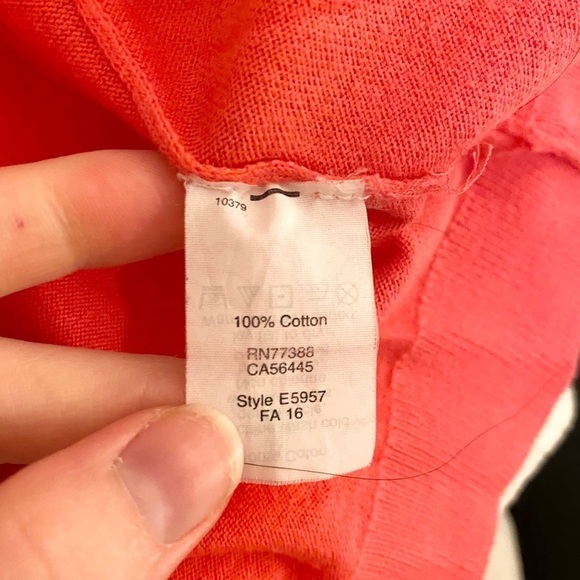 10379
100% Cotton
RN77388
CA56445
Style E5957
FA 16